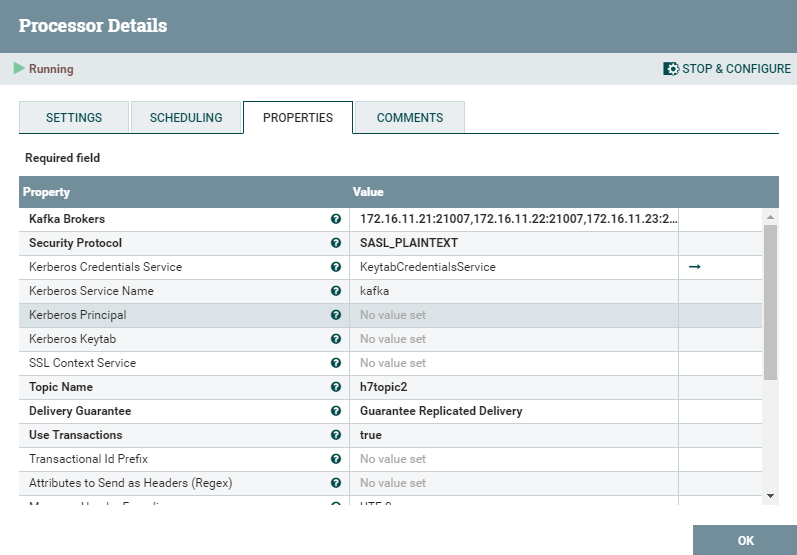 Processor Details
Running
STOP & CONFIGURE
SETTINGS SCHEDULING PROPERTIES COMMENTS
Required field
Property Value
Kafka Brokers ? 172.16.11.21:21007,172.16.11.22:21007,172.16.11.23:2...
Security Protocol ? SASL_PLAINTEXT
Kerberos Credentials Service ? KeytabCredentialsService
Kerberos Service Name ? kafka
Kerberos Principal ? No value set
Kerberos Keytab ? No value set
SSL Context Service ? No value set
Topic Name ? h7topic2
Delivery Guarantee ? Guarantee Replicated Delivery
Use Transactions ? true
Transactional Id Prefix ? No value set
Attributes to Send as Headers (Regex) ? No value set
OK